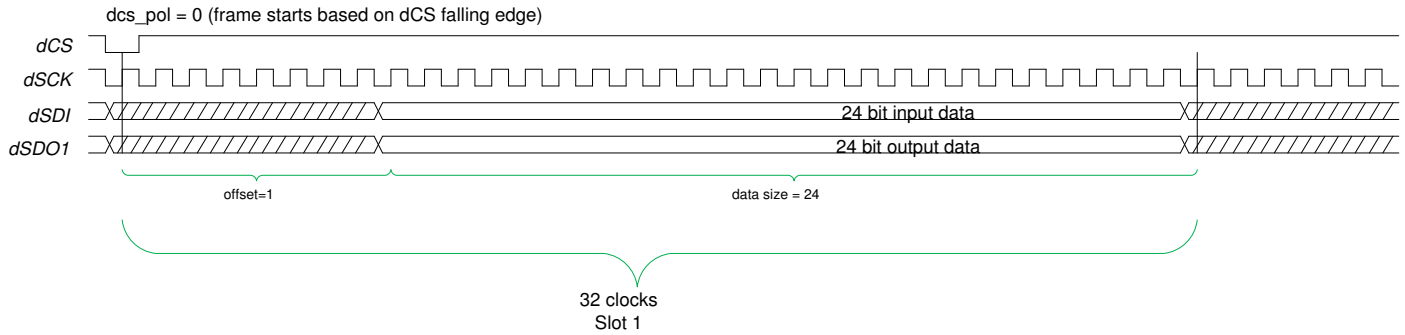 dcs_pol = 0 (frame starts based on dCS falling edge)
dCS
dSCK
dSDI
24 bit input data
dSDO1
24 bit output data
offset=1
data size = 24
32 clocks
Slot 1